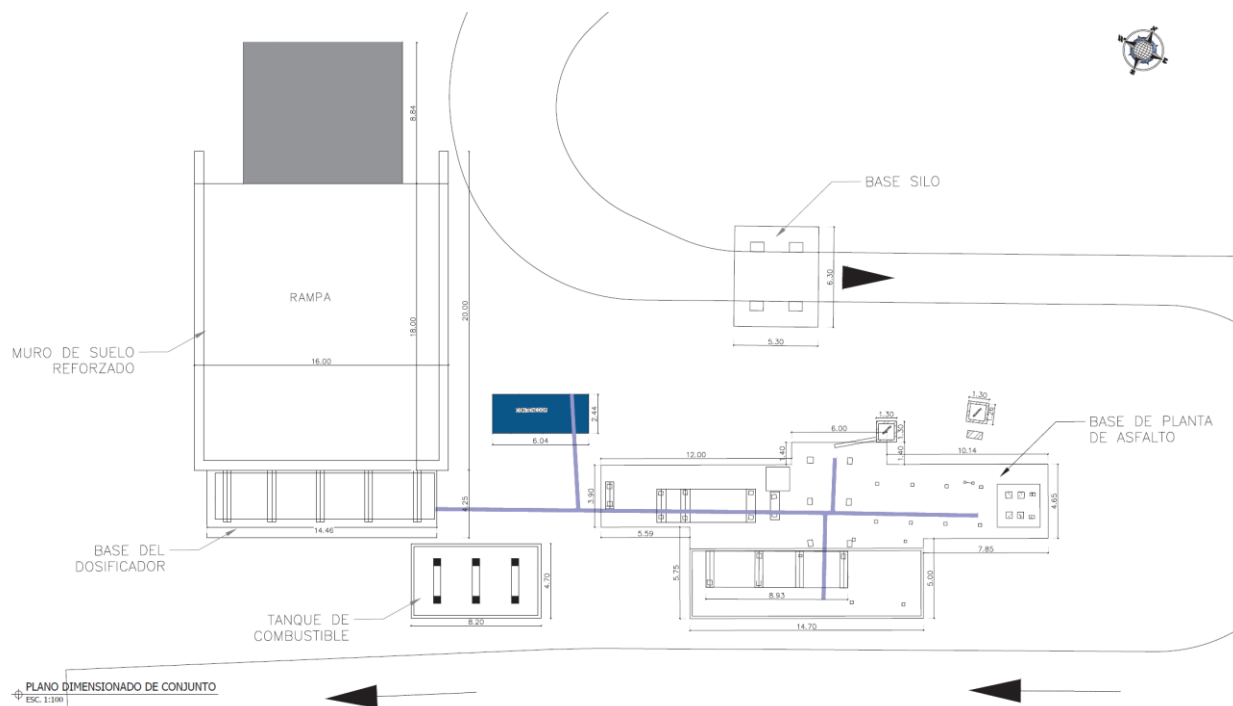 8.84
BASE SILO
6.30
5.30
RAMPA
18.00
20.00
MURO DE SUELO
REFORZADO
16.00
2.44
6.04
1.30
1.26
1.30
1.30
6.00
BASE DE PLANTA
DE ASFALTO
1.40
1.40
10.14
12.00
3.90
4.65
4.25
14.46
5.59
7.85
BASE DEL
DOSIFICADOR
5.75
5.00
4.70
8.93
TANQUE DE
COMBUSTIBLE
8.20
14.70
PLANO DIMENSIONADO DE CONJUNTO
ESC. 1:100